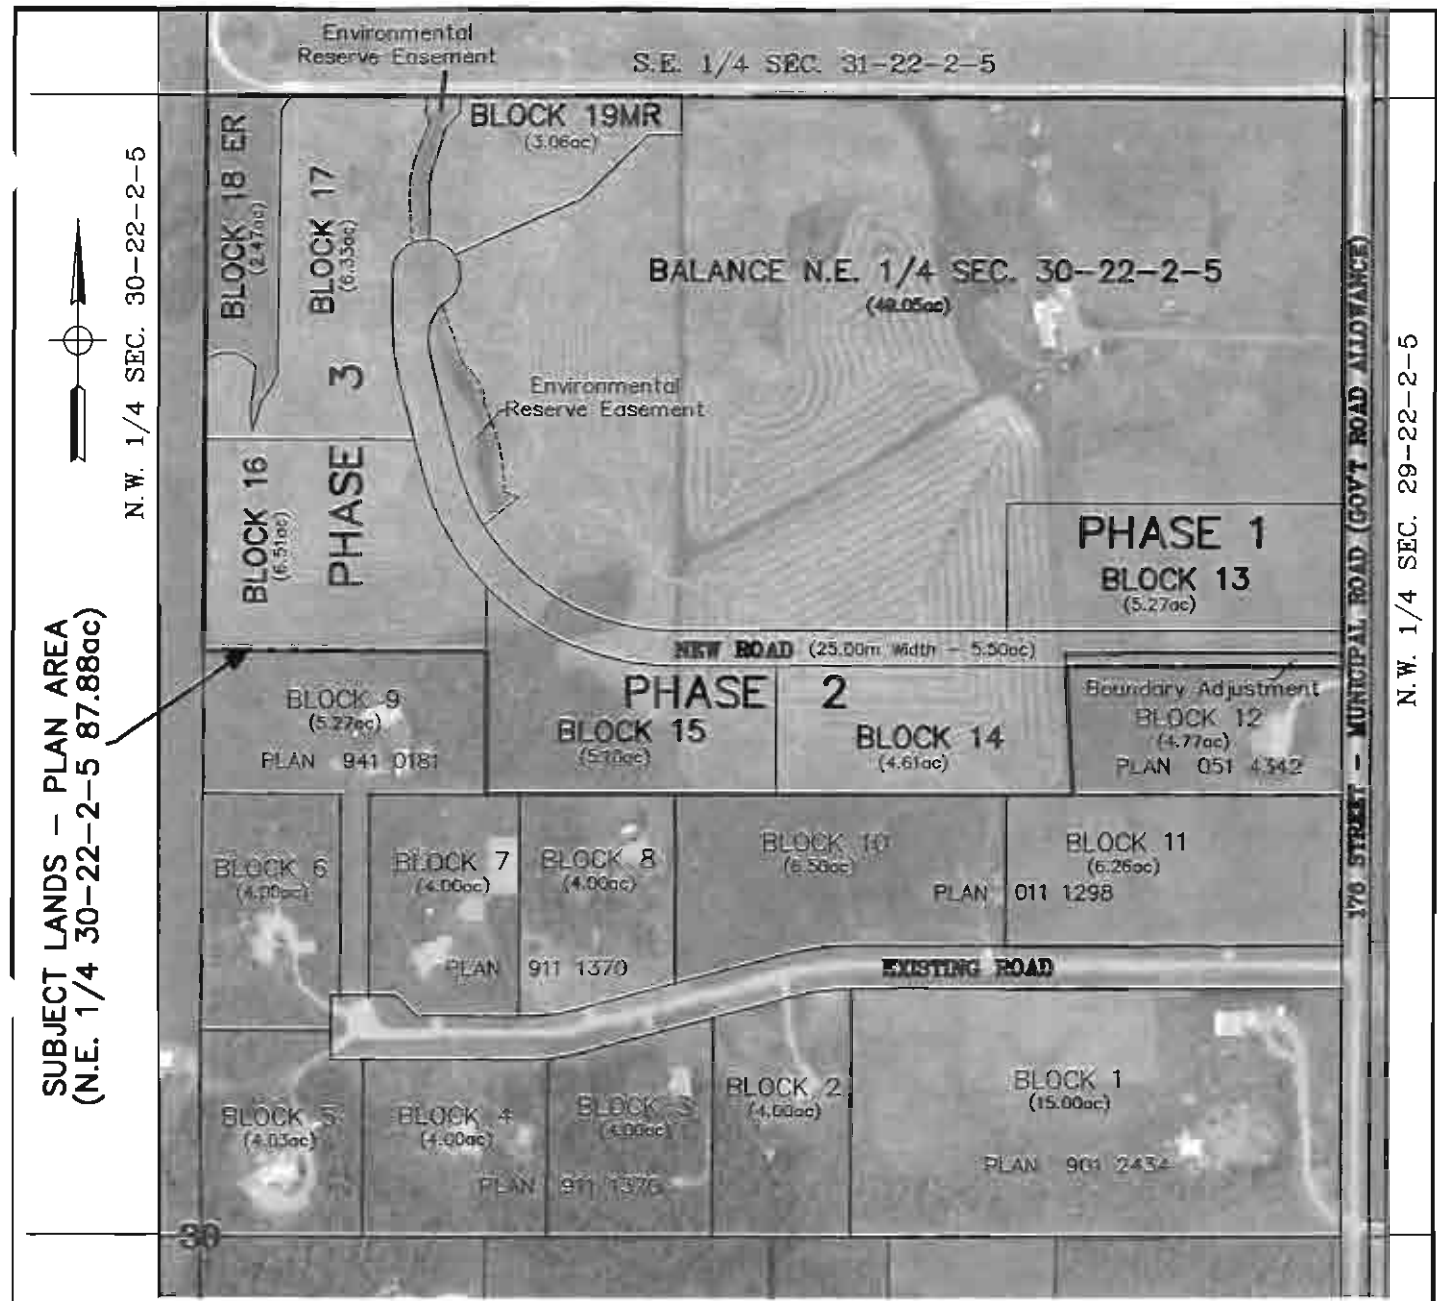 Environmental
Reserve Easement
S.E. 1/4 SEC. 31-22-2-5
BLOCK 19MR
(3.06ac)
BLOCK 18 ER
(2.47ac)
BLOCK 17
(6.33ac)
N.W. 1/4 SEC. 30-22-2-5
BALANCE N.E. 1/4 SEC. 30-22-2-5
(48.05ac)
Environmental
Reserve Easement
PHASE 3
BLOCK 16
(6.51ac)
PHASE 1
BLOCK 13
(5.27ac)
178 STREET - MUNICIPAL ROAD (GOVT ROAD ALLOWANCE)
N.W. 1/4 SEC. 29-22-2-5
SUBJECT LANDS - PLAN AREA
(N.E. 1/4 30-22-2-5 87.88ac)
NEW ROAD (25.00m Width - 5.50ac)
PHASE 2
BLOCK 15
BLOCK 14
(4.61ac)
Boundary Adjustment
BLOCK 12
(4.77ac)
PLAN 051 4342
BLOCK 9
(5.27ac)
PLAN 941 0181
BLOCK 6
(4.00ac)
BLOCK 7
(4.00ac)
BLOCK 8
(4.00ac)
PLAN 911 1370
BLOCK 10
(6.50ac)
BLOCK 11
(6.26ac)
PLAN 011 1298
EXISTING ROAD
BLOCK 5
(4.03ac)
BLOCK 4
(4.00ac)
BLOCK 3
(4.00ac)
PLAN 911 1376
BLOCK 2
(4.00ac)
BLOCK 1
(15.00ac)
PLAN 901 2434
30